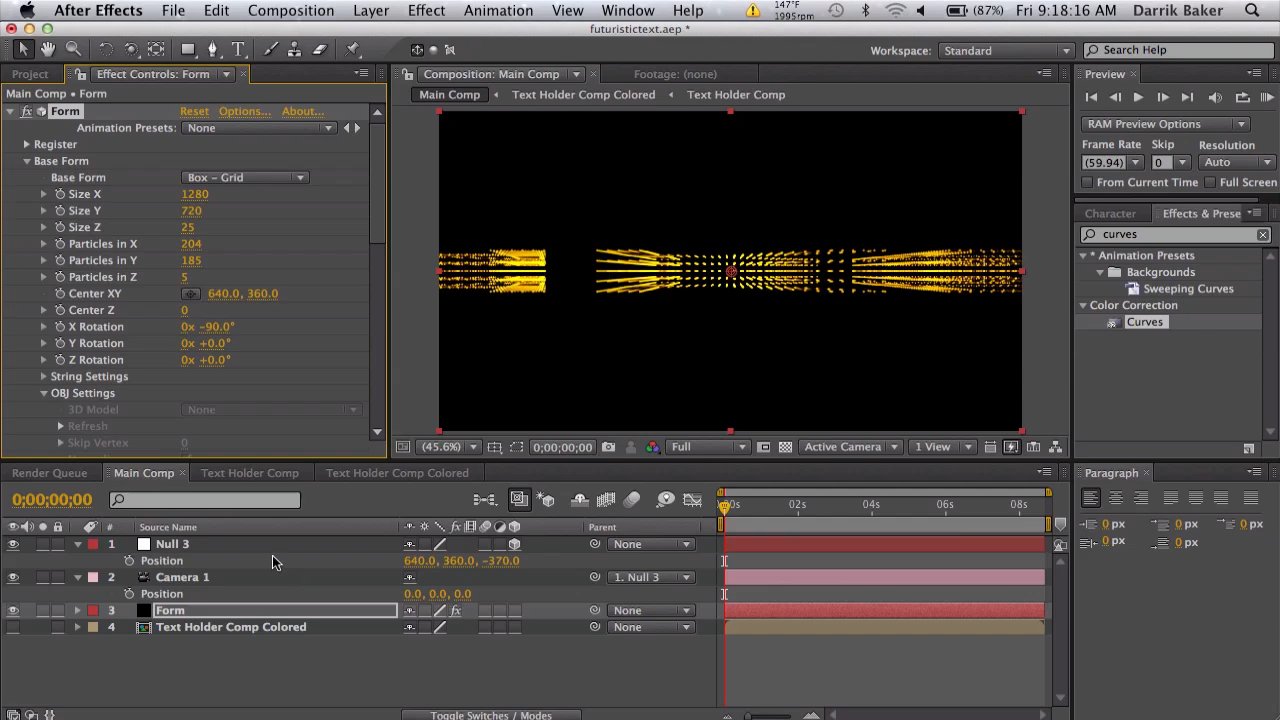 After Effects File Edit Composition Layer Effect Animation View Window Help 147°F 1995rpm (87%) Fri 9:18:16 AM Darrik Baker
futuristictext.aep *
Workspace: Standard Search Help
Project Effect Controls: Form Composition: Main Comp Footage: (none) Preview
Main Comp • Form Main Comp Text Holder Comp Colored Text Holder Comp
fx Form Reset Options... About...
Animation Presets: None
Register
Base Form
Base Form Box - Grid
Size X 1280
Size Y 720
Size Z 25
Particles in X 204
Particles in Y 185
Particles in Z 5
Center XY 640.0, 360.0
Center Z 0
X Rotation 0x -90.0°
Y Rotation 0x +0.0°
Z Rotation 0x +0.0°
String Settings
OBJ Settings
3D Model None
Refresh
Skip Vertex 0
(45.6%) 0;00;00;00 Full Active Camera 1 View
RAM Preview Options
Frame Rate Skip Resolution
(59.94) 0 Auto
From Current Time Full Screen
Character Effects & Prese
curves
* Animation Presets
Backgrounds
Sweeping Curves
Color Correction
Curves
Render Queue Main Comp Text Holder Comp Text Holder Comp Colored
0;00;00;00 02s 04s 06s 08s
# Source Name fx Parent
1 Null 3 None
Position 640.0, 360.0, -370.0
2 Camera 1 1. Null 3
Position 0.0, 0.0, 0.0
3 Form fx None
4 Text Holder Comp Colored None
Toggle Switches / Modes
Paragraph
0 px 0 px 0 px
0 px 0 px